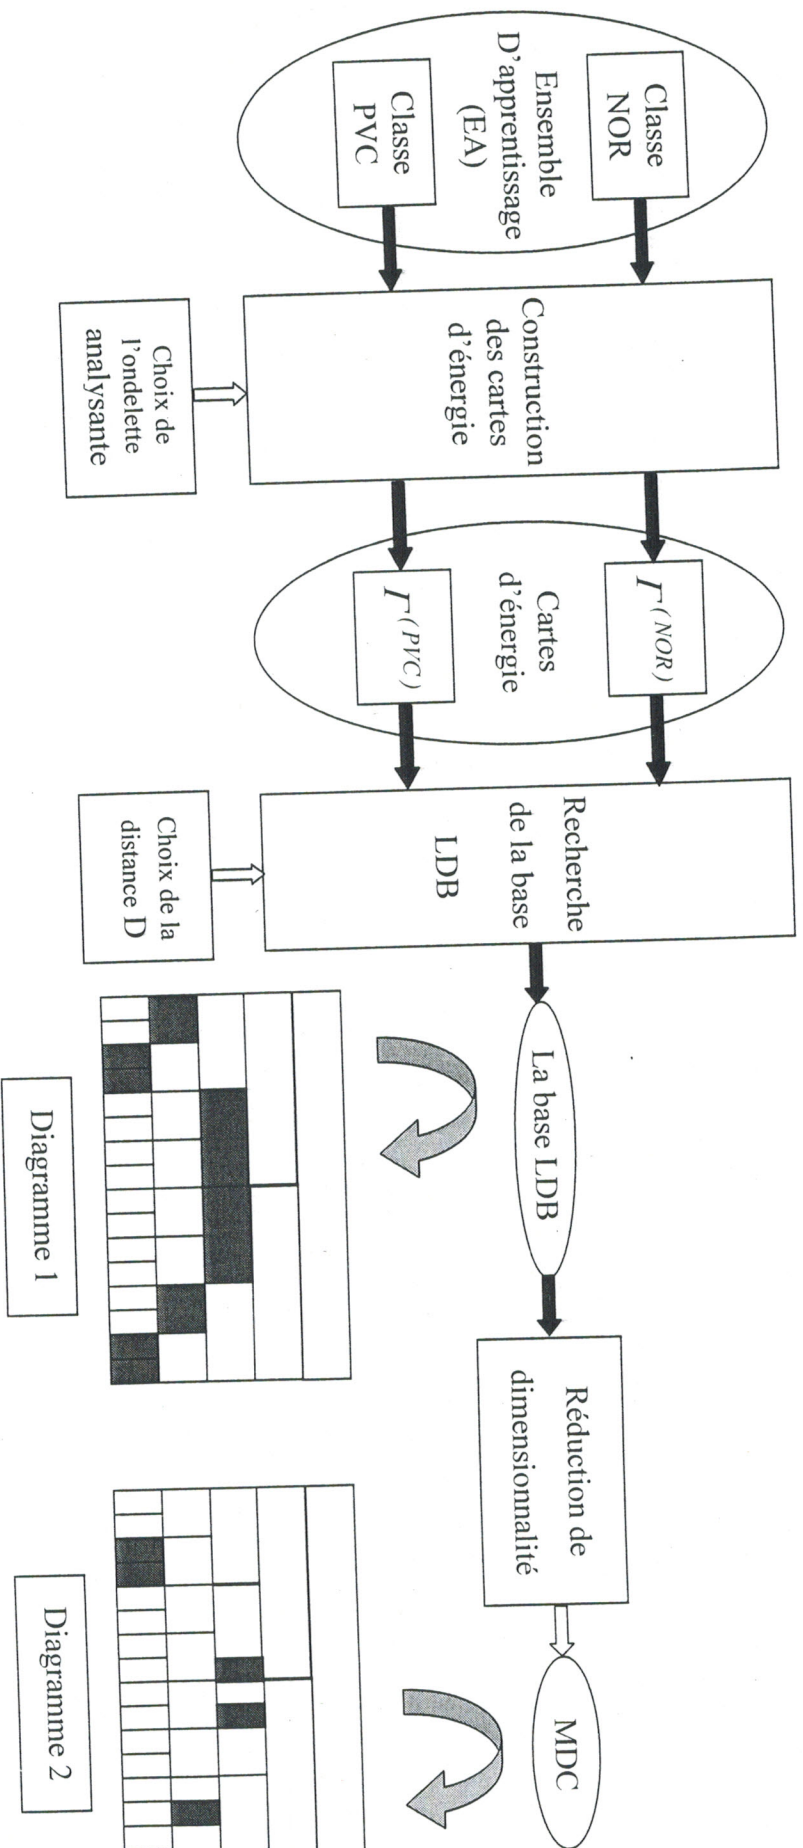 Classe
NOR
Ensemble
D'apprentissage
(EA)
Classe
PVC
Construction
des cartes
d'énergie
Choix de
l'ondelette
analysante
Γ(NOR)
Cartes
d'énergie
Γ(PVC)
Recherche
de la base
LDB
Choix de la
distance D
La base LDB
Réduction de
dimensionnalité
MDC
Diagramme 1
Diagramme 2